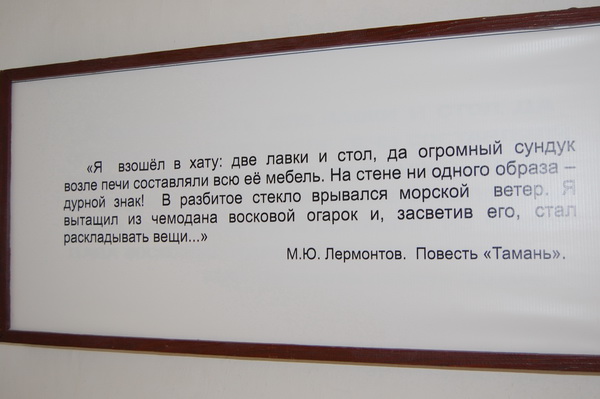 «Я взошёл в хату: две лавки и стол, да огромный сундук
возле печи составляли всю её мебель. На стене ни одного образа –
дурной знак! В разбитое стекло врывался морской ветер. Я
вытащил из чемодана восковой огарок и, засветив его, стал
раскладывать вещи...»
М.Ю. Лермонтов. Повесть «Тамань».